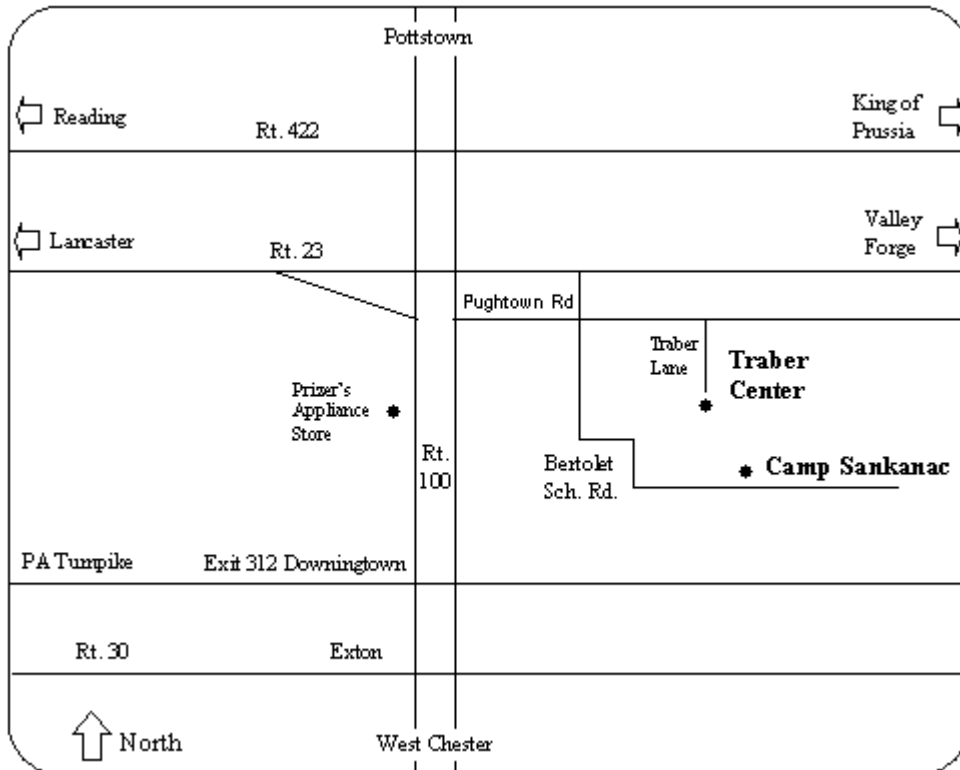 Pottstown
Reading
Rt. 422
King of
Prussia
Lancaster
Rt. 23
Valley
Forge
Pughtown Rd
Traber
Lane
Traber
Center
Prizer's
Appliance
Store
Rt.
100
Bertolet
Sch. Rd.
Camp Sankanac
PA Turnpike
Exit 312 Downingtown
Rt. 30
Exton
North
West Chester